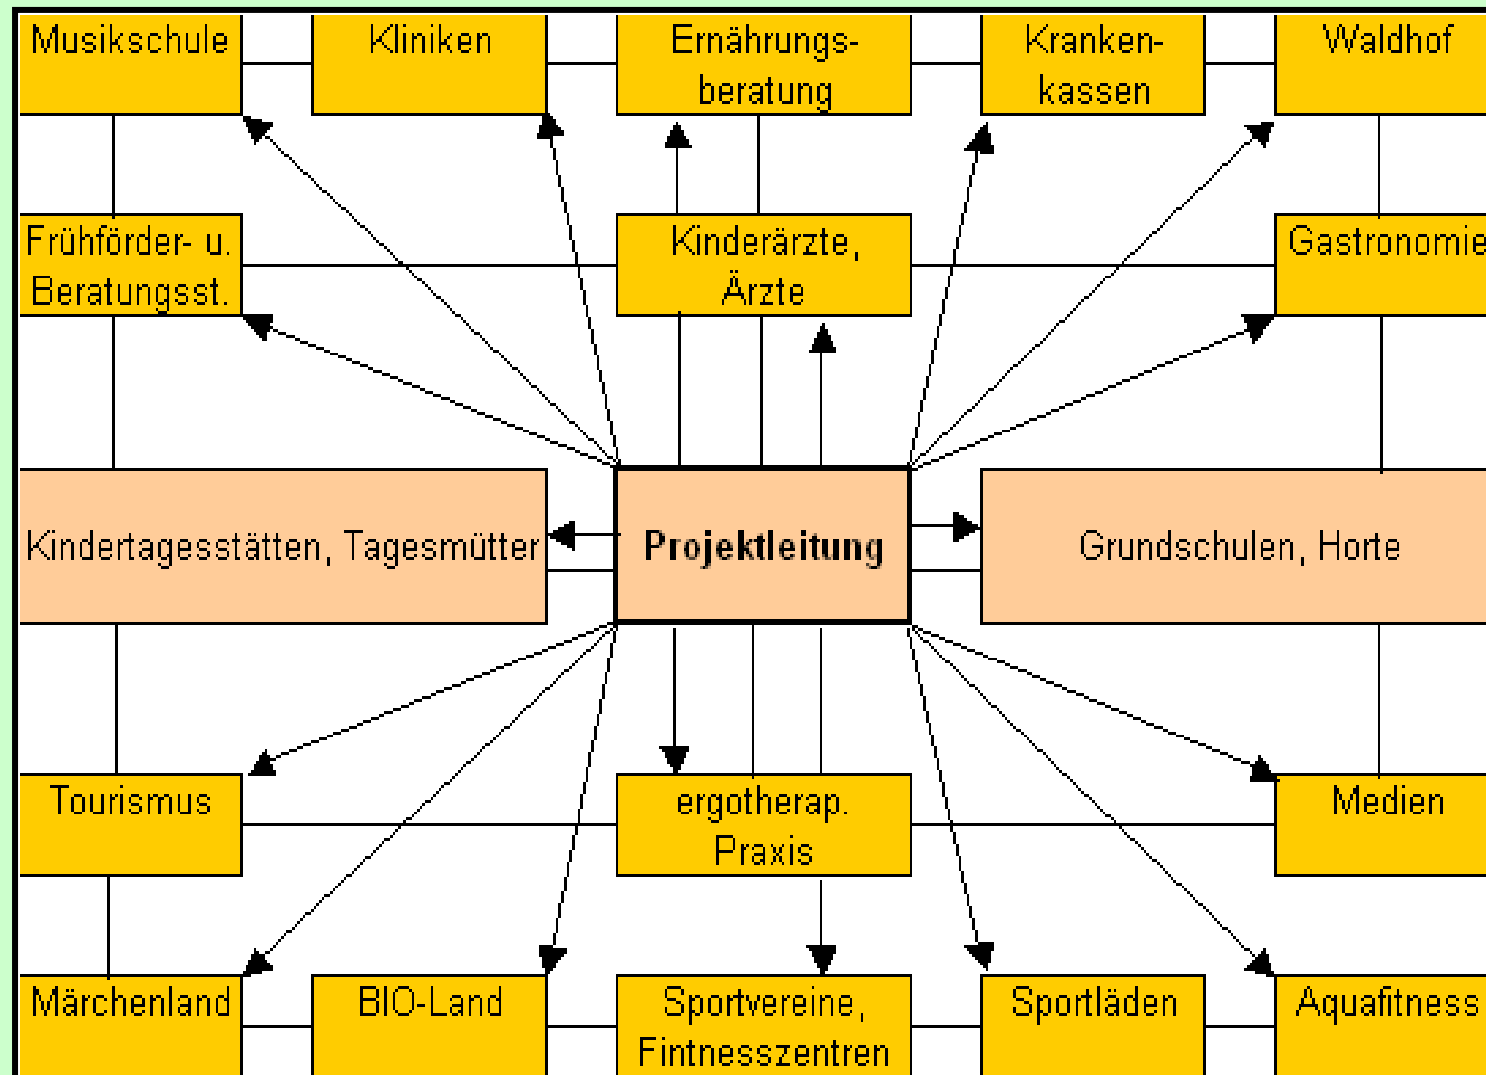 Musikschule
Kliniken
Ernährungs-
beratung
Kranken-
kassen
Waldhof
Frühförder- u.
Beratungsst.
Kinderärzte,
Ärzte
Gastronomie
Kindertagesstätten, Tagesmütter
Projektleitung
Grundschulen, Horte
Tourismus
ergotherap.
Praxis
Medien
Märchenland
BIO-Land
Sportvereine,
Fintnesszentren
Sportläden
Aquafitness